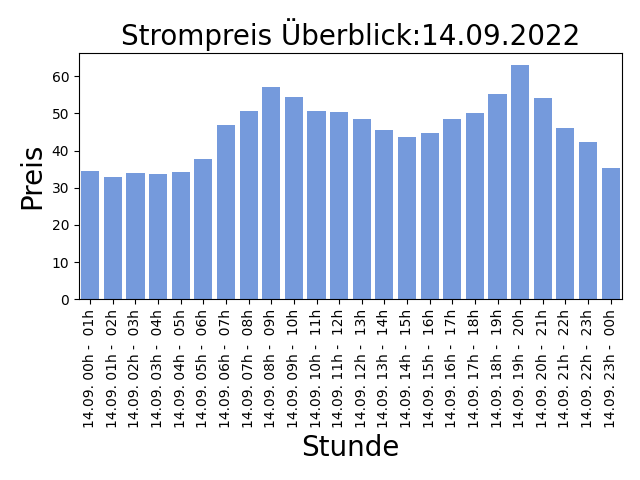 Strompreis Überblick:14.09.2022
Preis
60
50
40
30
20
10
0
14.09. 00h - 01h
14.09. 01h - 02h
14.09. 02h - 03h
14.09. 03h - 04h
14.09. 04h - 05h
14.09. 05h - 06h
14.09. 06h - 07h
14.09. 07h - 08h
14.09. 08h - 09h
14.09. 09h - 10h
14.09. 10h - 11h
14.09. 11h - 12h
14.09. 12h - 13h
14.09. 13h - 14h
14.09. 14h - 15h
14.09. 15h - 16h
14.09. 16h - 17h
14.09. 17h - 18h
14.09. 18h - 19h
14.09. 19h - 20h
14.09. 20h - 21h
14.09. 21h - 22h
14.09. 22h - 23h
14.09. 23h - 00h
Stunde